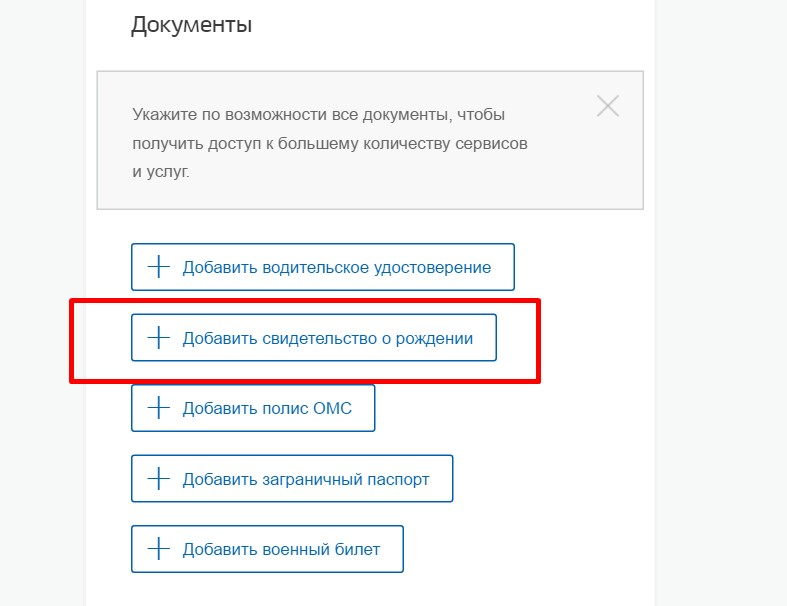 Документы
Укажите по возможности все документы, чтобы
получить доступ к большему количеству сервисов
и услуг.
Добавить водительское удостоверение
Добавить свидетельство о рождении
Добавить полис ОМС
Добавить заграничный паспорт
Добавить военный билет